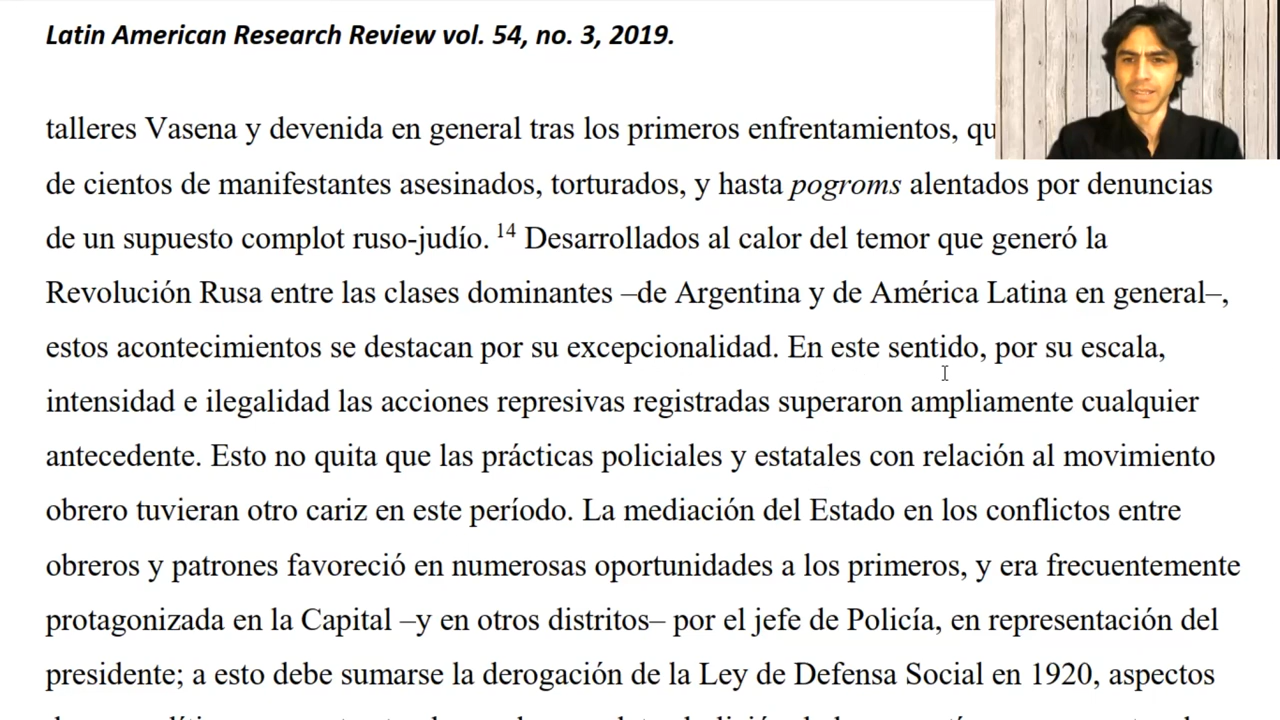 Latin American Research Review vol. 54, no. 3, 2019.
talleres Vasena y devenida en general tras los primeros enfrentamientos, qu
de cientos de manifestantes asesinados, torturados, y hasta pogroms alentados por denuncias
de un supuesto complot ruso-judío. 14 Desarrollados al calor del temor que generó la
Revolución Rusa entre las clases dominantes –de Argentina y de América Latina en general–,
estos acontecimientos se destacan por su excepcionalidad. En este sentido, por su escala,
intensidad e ilegalidad las acciones represivas registradas superaron ampliamente cualquier
antecedente. Esto no quita que las prácticas policiales y estatales con relación al movimiento
obrero tuvieran otro cariz en este período. La mediación del Estado en los conflictos entre
obreros y patrones favoreció en numerosas oportunidades a los primeros, y era frecuentemente
protagonizada en la Capital –y en otros distritos– por el jefe de Policía, en representación del
presidente; a esto debe sumarse la derogación de la Ley de Defensa Social en 1920, aspectos